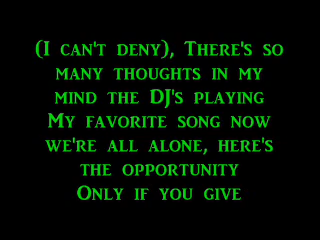 (I can't deny), There's so
many thoughts in my
mind the DJ's playing
My favorite song now
we're all alone, here's
the opportunity
Only if you give